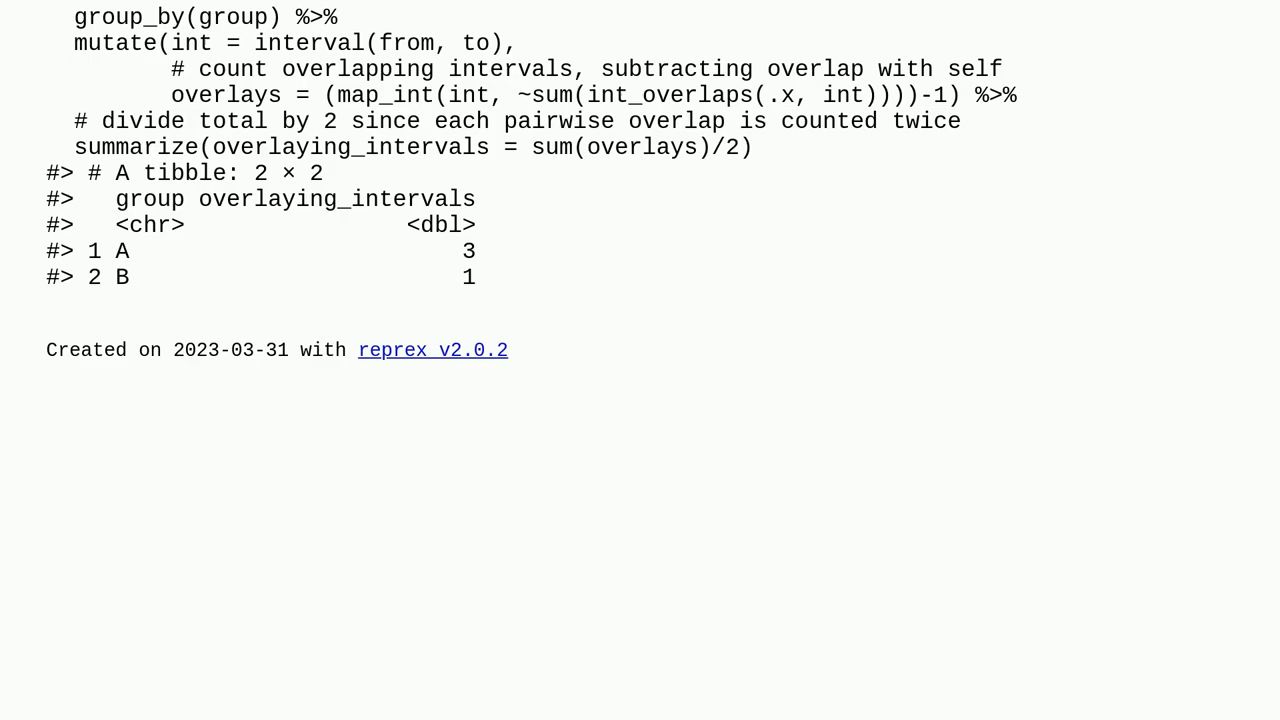 group_by(group) %>%
mutate(int = interval(from, to),
# count overlapping intervals, subtracting overlap with self
overlays = (map_int(int, ~sum(int_overlaps(.x, int))))-1) %>%
# divide total by 2 since each pairwise overlap is counted twice
summarize(overlaying_intervals = sum(overlays)/2)
#> # A tibble: 2 × 2
#>   group overlaying_intervals
#>   <chr>                <dbl>
#> 1 A                        3
#> 2 B                        1
Created on 2023-03-31 with reprex v2.0.2